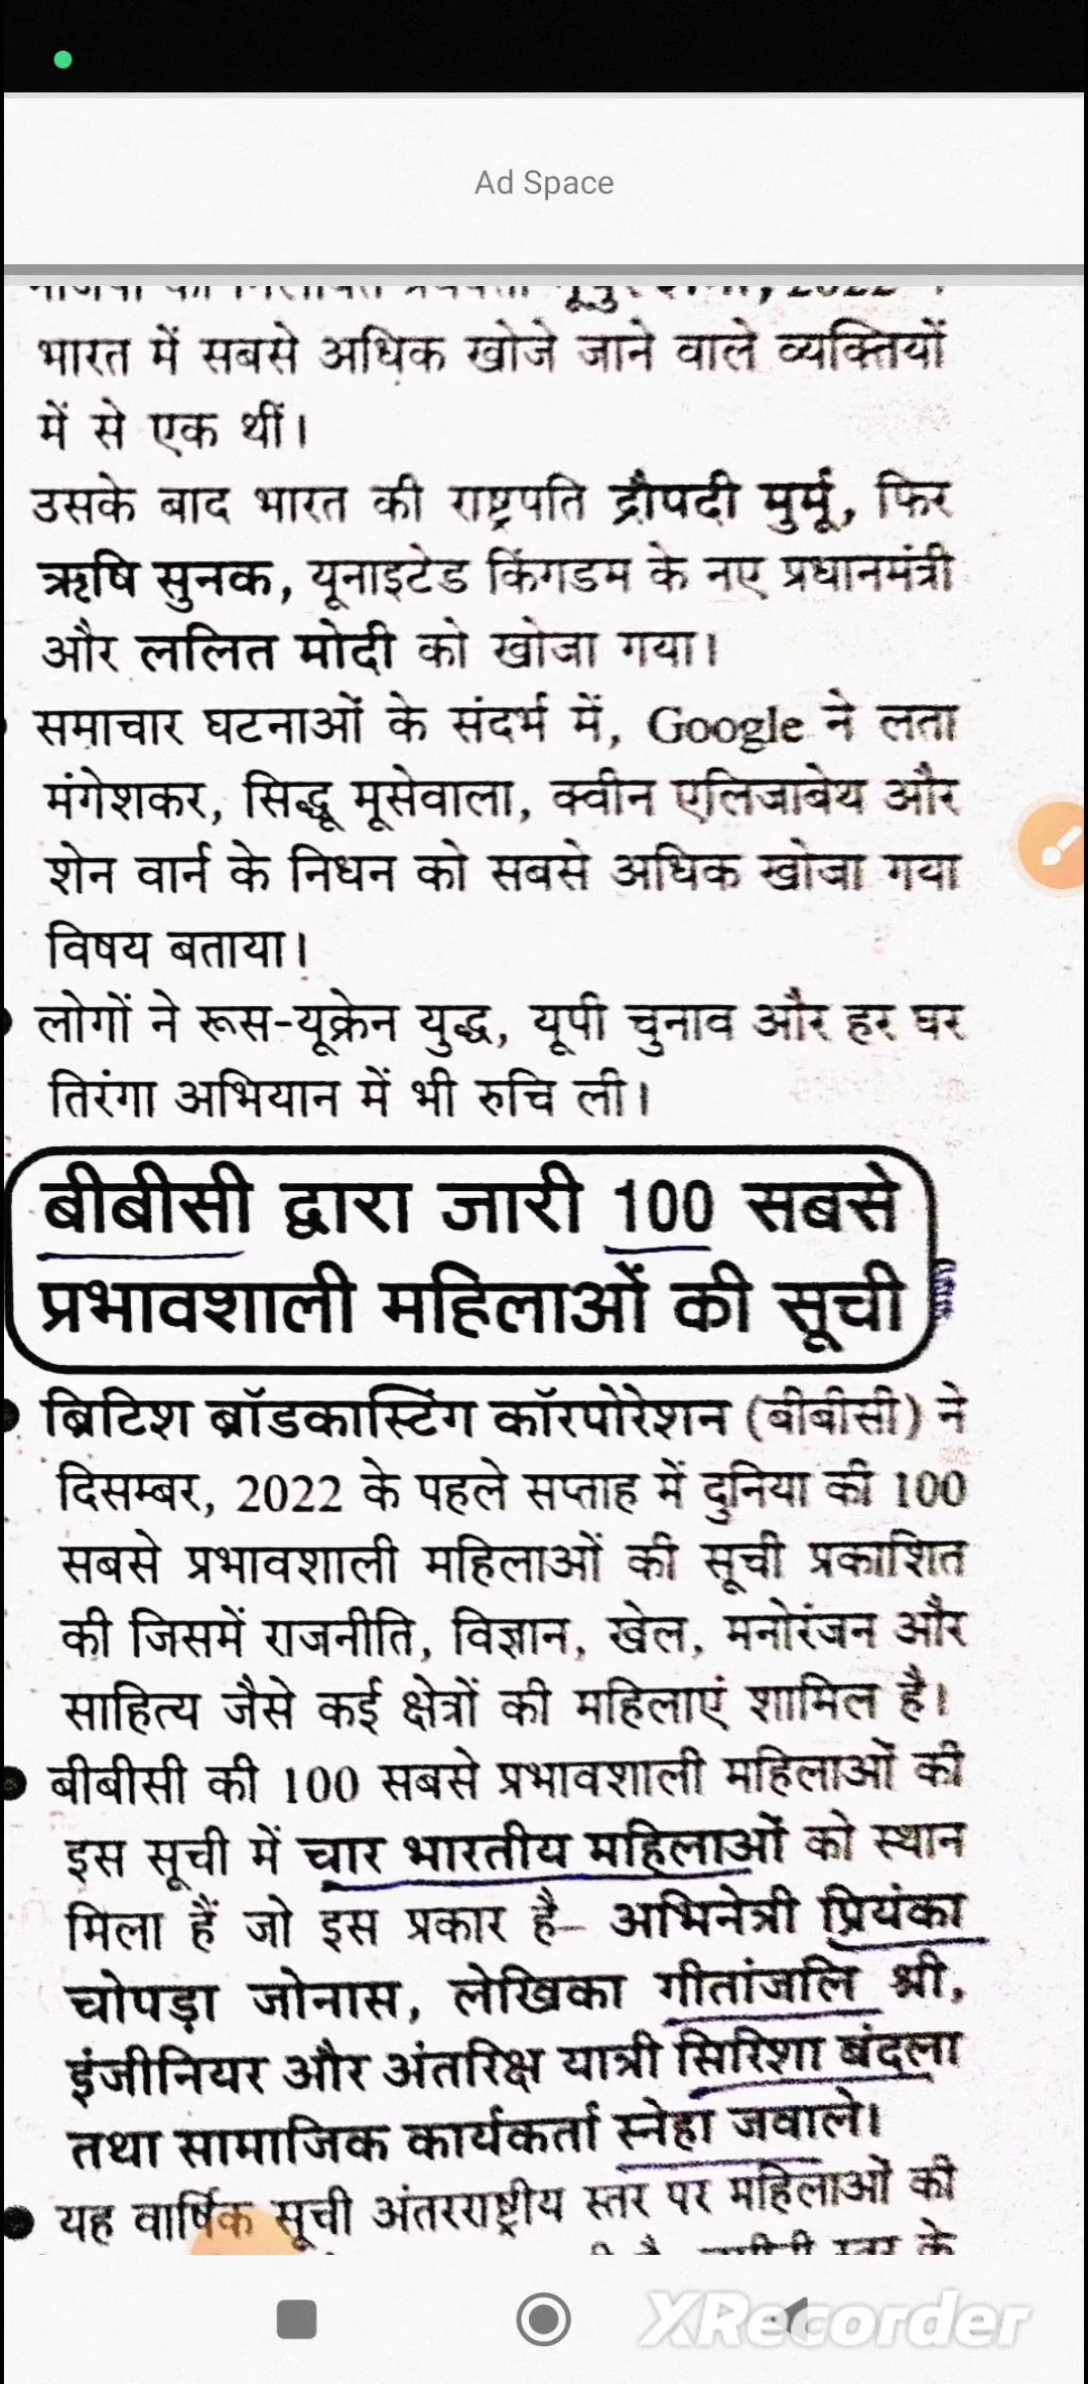 Ad Space
भारत में सबसे अधिक खोजे जाने वाले व्यक्तियों
में से एक थीं।
उसके बाद भारत की राष्ट्रपति द्रौपदी मुर्मू, फिर
ऋषि सुनक, यूनाइटेड किंगडम के नए प्रधानमंत्री
और ललित मोदी को खोजा गया।
समाचार घटनाओं के संदर्भ में, Google ने लता
मंगेशकर, सिद्धू मूसेवाला, क्वीन एलिजाबेथ और
शेन वार्न के निधन को सबसे अधिक खोजा गया
विषय बताया।
लोगों ने रूस-यूक्रेन युद्ध, यूपी चुनाव और हर घर
तिरंगा अभियान में भी रुचि ली।
बीबीसी द्वारा जारी 100 सबसे
प्रभावशाली महिलाओं की सूची
ब्रिटिश ब्रॉडकास्टिंग कॉरपोरेशन (बीबीसी) ने
दिसम्बर, 2022 के पहले सप्ताह में दुनिया की 100
सबसे प्रभावशाली महिलाओं की सूची प्रकाशित
की जिसमें राजनीति, विज्ञान, खेल, मनोरंजन और
साहित्य जैसे कई क्षेत्रों की महिलाएं शामिल है।
बीबीसी की 100 सबसे प्रभावशाली महिलाओं की
इस सूची में चार भारतीय महिलाओं को स्थान
मिला हैं जो इस प्रकार है– अभिनेत्री प्रियंका
चोपड़ा जोनास, लेखिका गीतांजलि श्री,
इंजीनियर और अंतरिक्ष यात्री सिरिशा बंदला
तथा सामाजिक कार्यकर्ता स्नेहा जवाले।
यह वार्षिक सूची अंतरराष्ट्रीय स्तर पर महिलाओं की
XRecorder